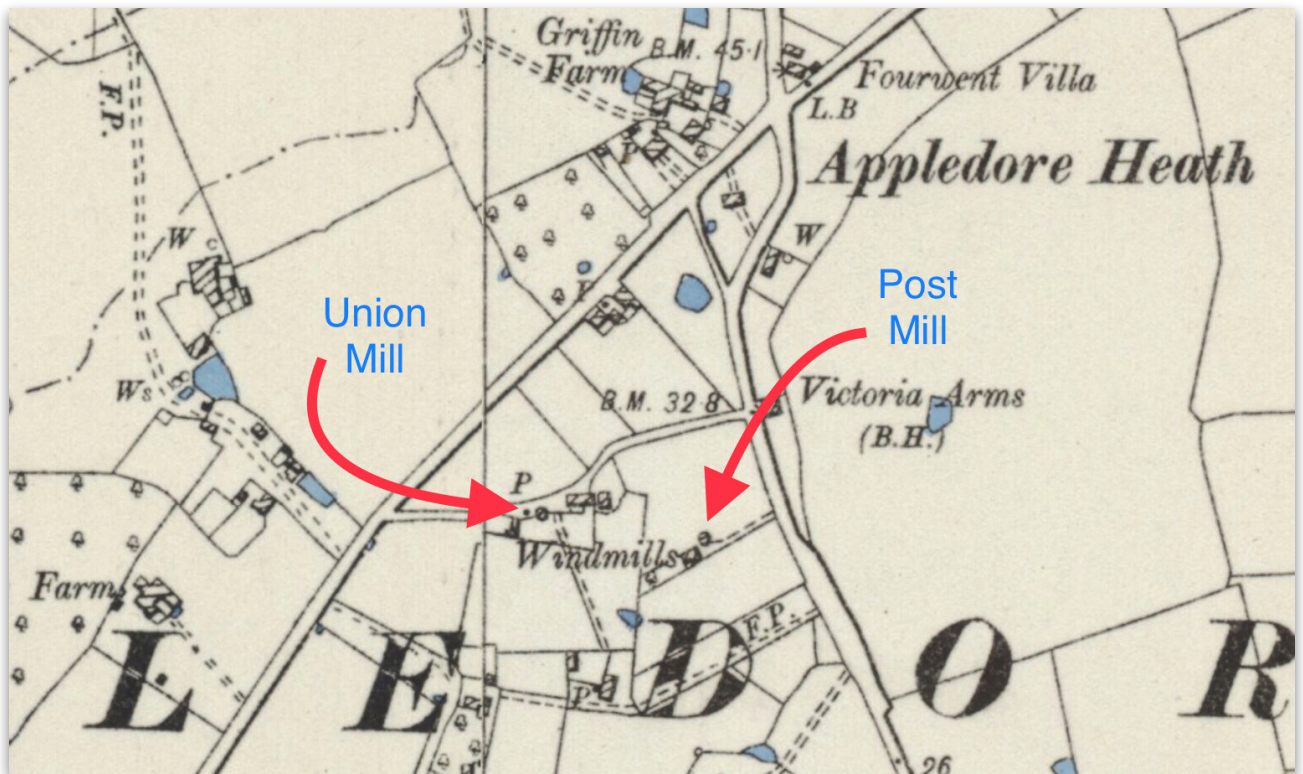 Griffin
Farm
B.M. 45·1
Fourwent Villa
L.B
F.P.
Appledore Heath
P
W
W
Union
Mill
Post
Mill
P
Ws
B.M. 32·8
Victoria Arms
(B.H.)
P
Windmills
Farm
F.P.
L E D O R
P
26